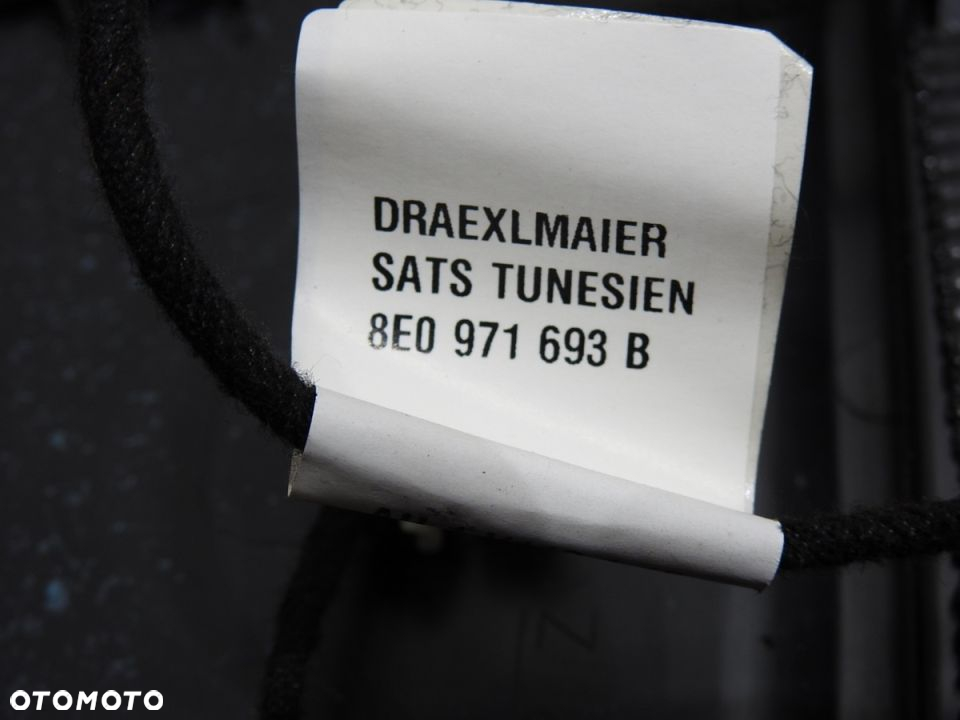 DRAEXLMAIER
SATS TUNESIEN
8E0 971 693 B
OTOMOTO